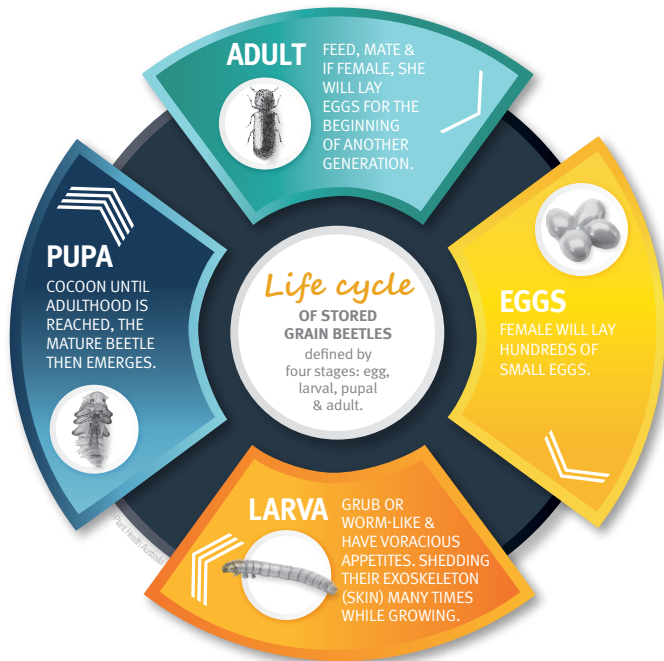 ADULT
FEED, MATE &
IF FEMALE, SHE
WILL LAY
EGGS FOR THE
BEGINNING
OF ANOTHER
GENERATION.
EGGS
FEMALE WILL LAY
HUNDREDS OF
SMALL EGGS.
LARVA
GRUB OR
WORM-LIKE &
HAVE VORACIOUS
APPETITES. SHEDDING
THEIR EXOSKELETON
(SKIN) MANY TIMES
WHILE GROWING.
PUPA
COCOON UNTIL
ADULTHOOD IS
REACHED, THE
MATURE BEETLE
THEN EMERGES.
Life cycle
OF STORED
GRAIN BEETLES
defined by
four stages: egg,
larval, pupal
& adult.
Plant Health Australia